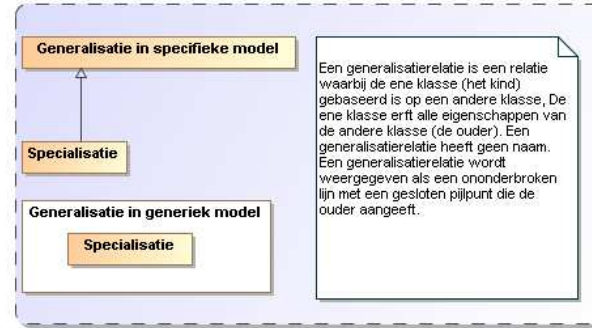 Generalisatie in specifieke model
Specialisatie
Generalisatie in generiek model
Specialisatie
Een generalisatierelatie is een relatie
waarbij de ene klasse (het kind)
gebaseerd is op een andere klasse, De
ene klasse erft alle eigenschappen van
de andere klasse (de ouder). Een
generalisatierelatie heeft geen naam.
Een generalisatierelatie wordt
weergegeven als een ononderbroken
lijn met een gesloten pijlpunt die de
ouder aangeeft.